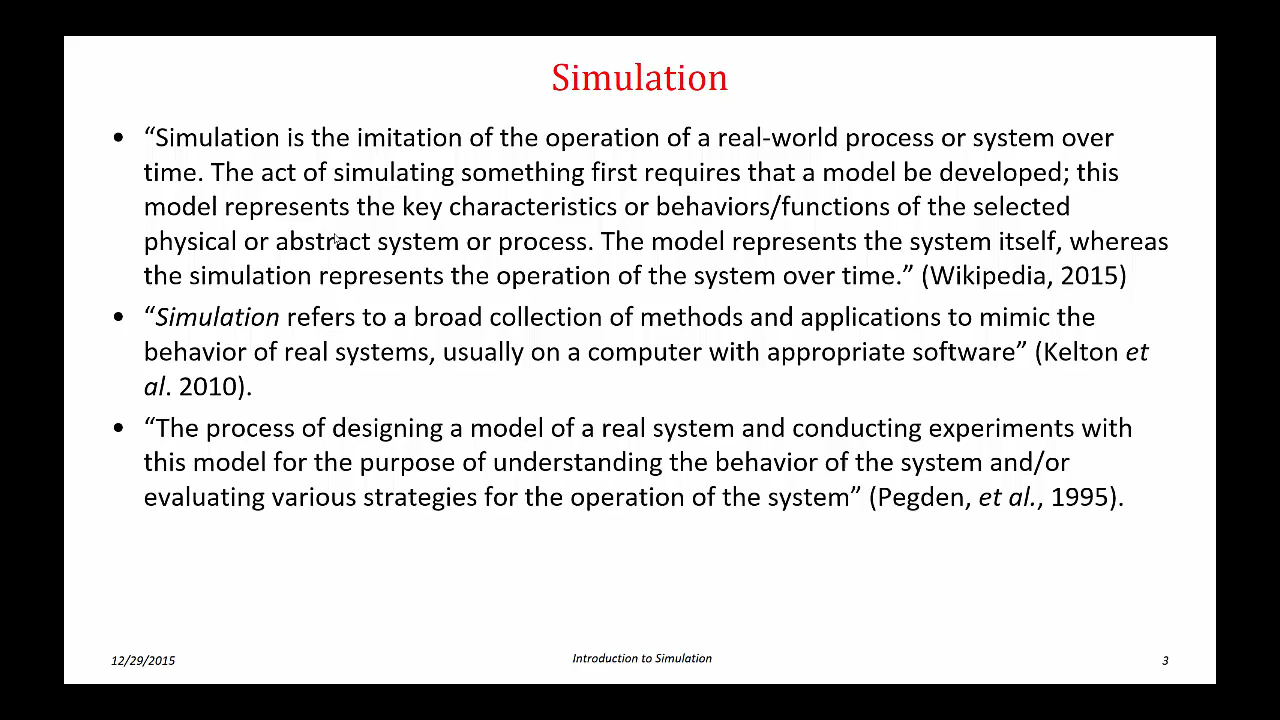 Simulation
• “Simulation is the imitation of the operation of a real-world process or system over
time. The act of simulating something first requires that a model be developed; this
model represents the key characteristics or behaviors/functions of the selected
physical or abstract system or process. The model represents the system itself, whereas
the simulation represents the operation of the system over time.” (Wikipedia, 2015)
• “Simulation refers to a broad collection of methods and applications to mimic the
behavior of real systems, usually on a computer with appropriate software” (Kelton et
al. 2010).
• “The process of designing a model of a real system and conducting experiments with
this model for the purpose of understanding the behavior of the system and/or
evaluating various strategies for the operation of the system” (Pegden, et al., 1995).
12/29/2015
Introduction to Simulation
3